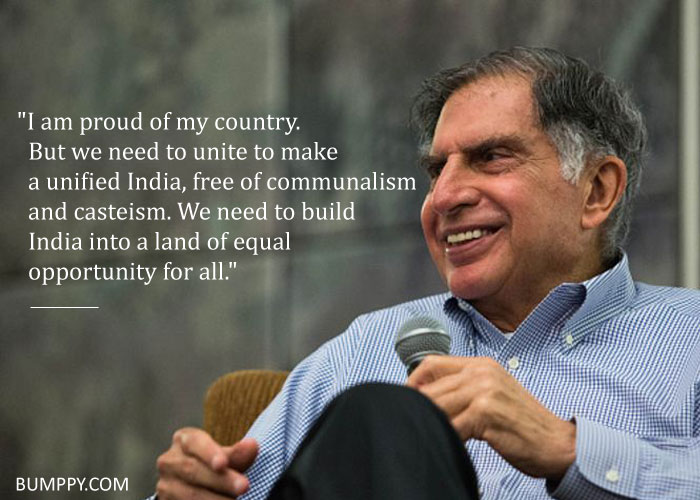 "I am proud of my country.
But we need to unite to make
a unified India, free of communalism
and casteism. We need to build
India into a land of equal
opportunity for all."
BUMPPY.COM